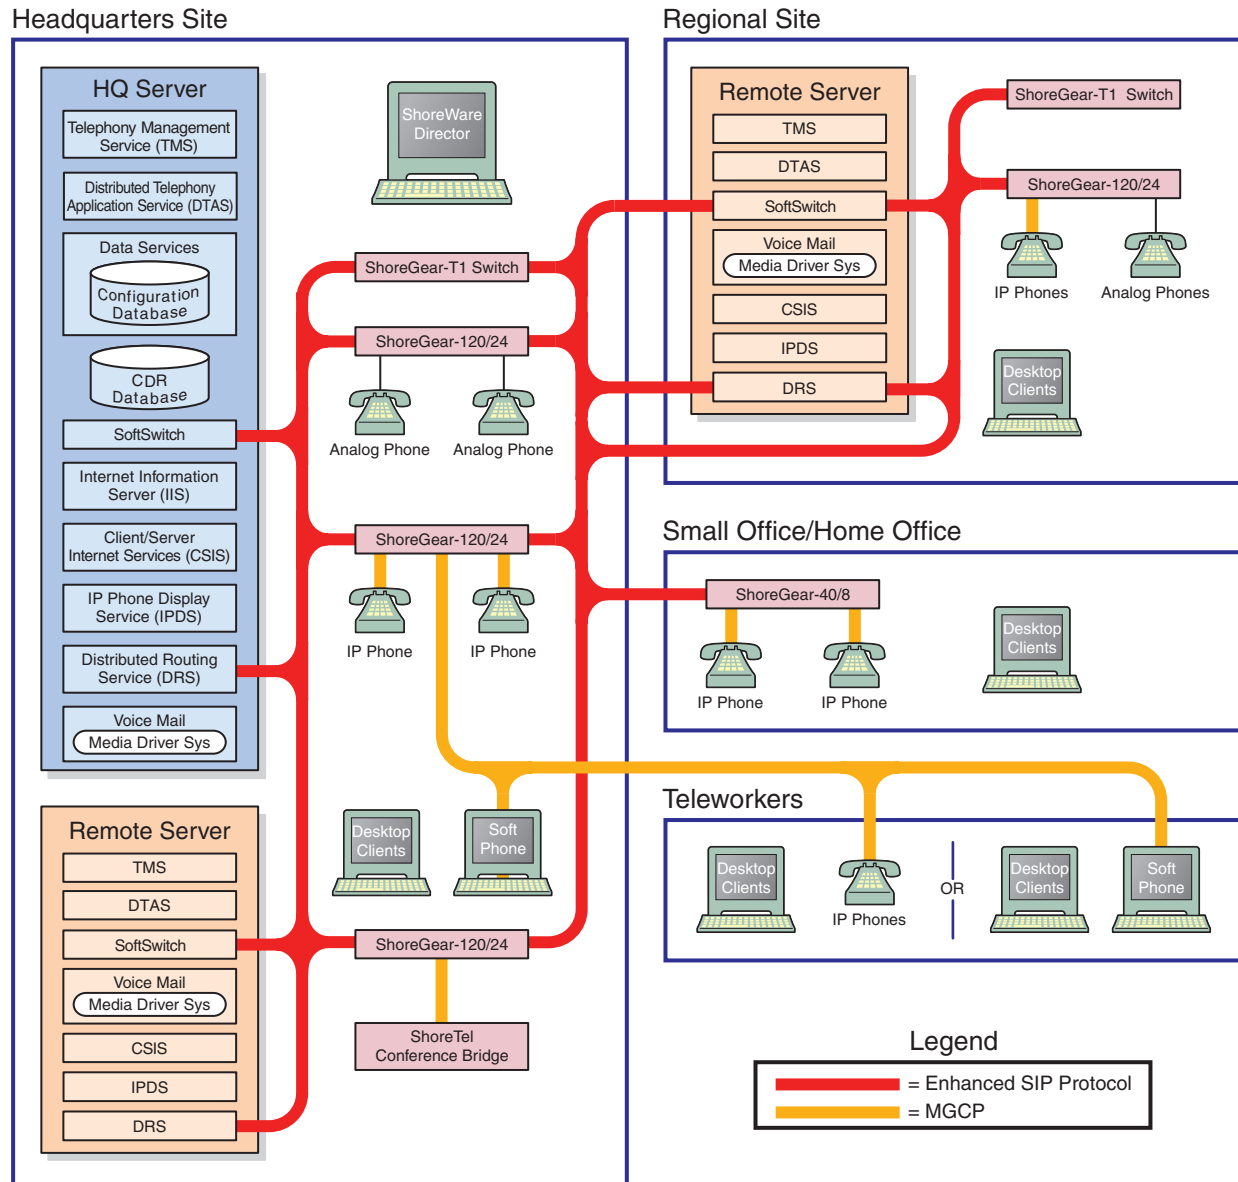 Headquarters Site
HQ Server
Telephony Management
Service (TMS)
Distributed Telephony
Application Service (DTAS)
Data Services
Configuration
Database
CDR
Database
SoftSwitch
Internet Information
Server (IIS)
Client/Server
Internet Services (CSIS)
IP Phone Display
Service (IPDS)
Distributed Routing
Service (DRS)
Voice Mail
Media Driver Sys
Remote Server
TMS
DTAS
SoftSwitch
Voice Mail
Media Driver Sys
CSIS
IPDS
DRS
ShoreWare
Director
ShoreGear-T1 Switch
ShoreGear-120/24
Analog Phone
Analog Phone
ShoreGear-120/24
IP Phone
IP Phone
Desktop
Clients
Soft
Phone
ShoreGear-120/24
ShoreTel
Conference Bridge
Regional Site
Remote Server
TMS
DTAS
SoftSwitch
Voice Mail
Media Driver Sys
CSIS
IPDS
DRS
ShoreGear-T1 Switch
ShoreGear-120/24
IP Phones
Analog Phones
Desktop
Clients
Small Office/Home Office
ShoreGear-40/8
IP Phone
IP Phone
Desktop
Clients
Teleworkers
Desktop
Clients
IP Phones
OR
Desktop
Clients
Soft
Phone
Legend
= Enhanced SIP Protocol
= MGCP